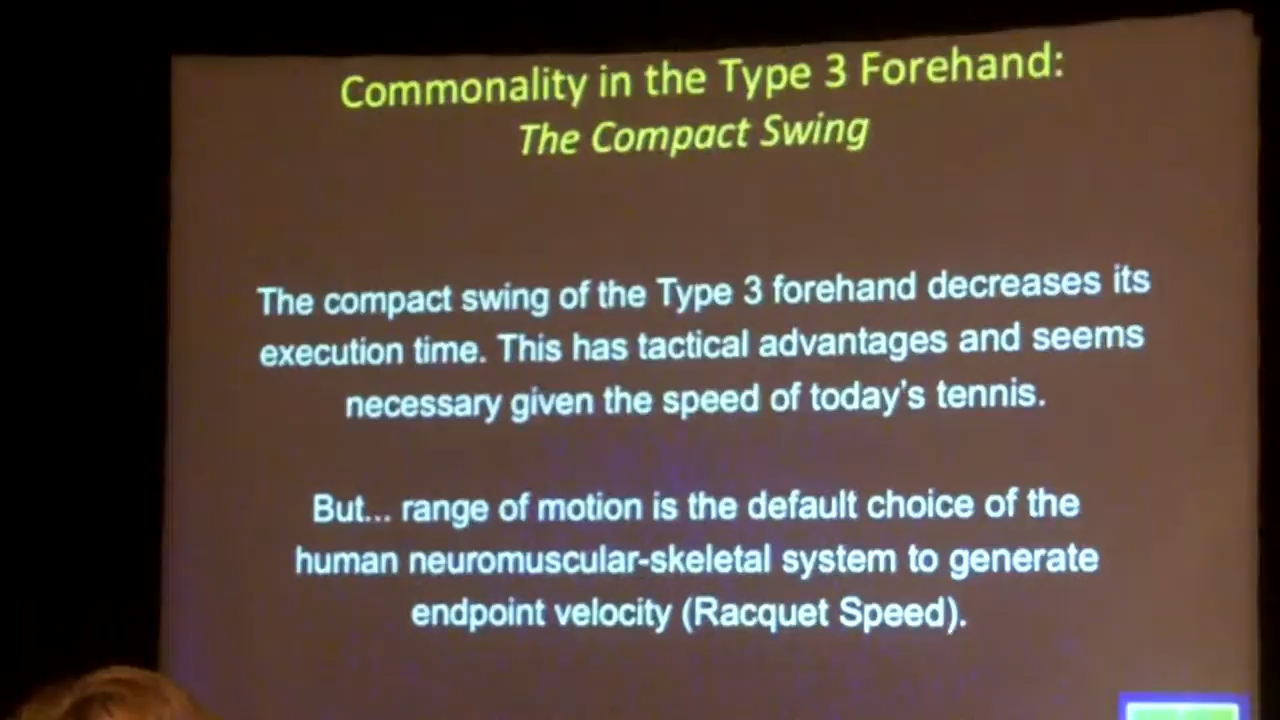 Commonality in the Type 3 Forehand:
The Compact Swing
The compact swing of the Type 3 forehand decreases its
execution time. This has tactical advantages and seems
necessary given the speed of today's tennis.
But... range of motion is the default choice of the
human neuromuscular-skeletal system to generate
endpoint velocity (Racquet Speed).